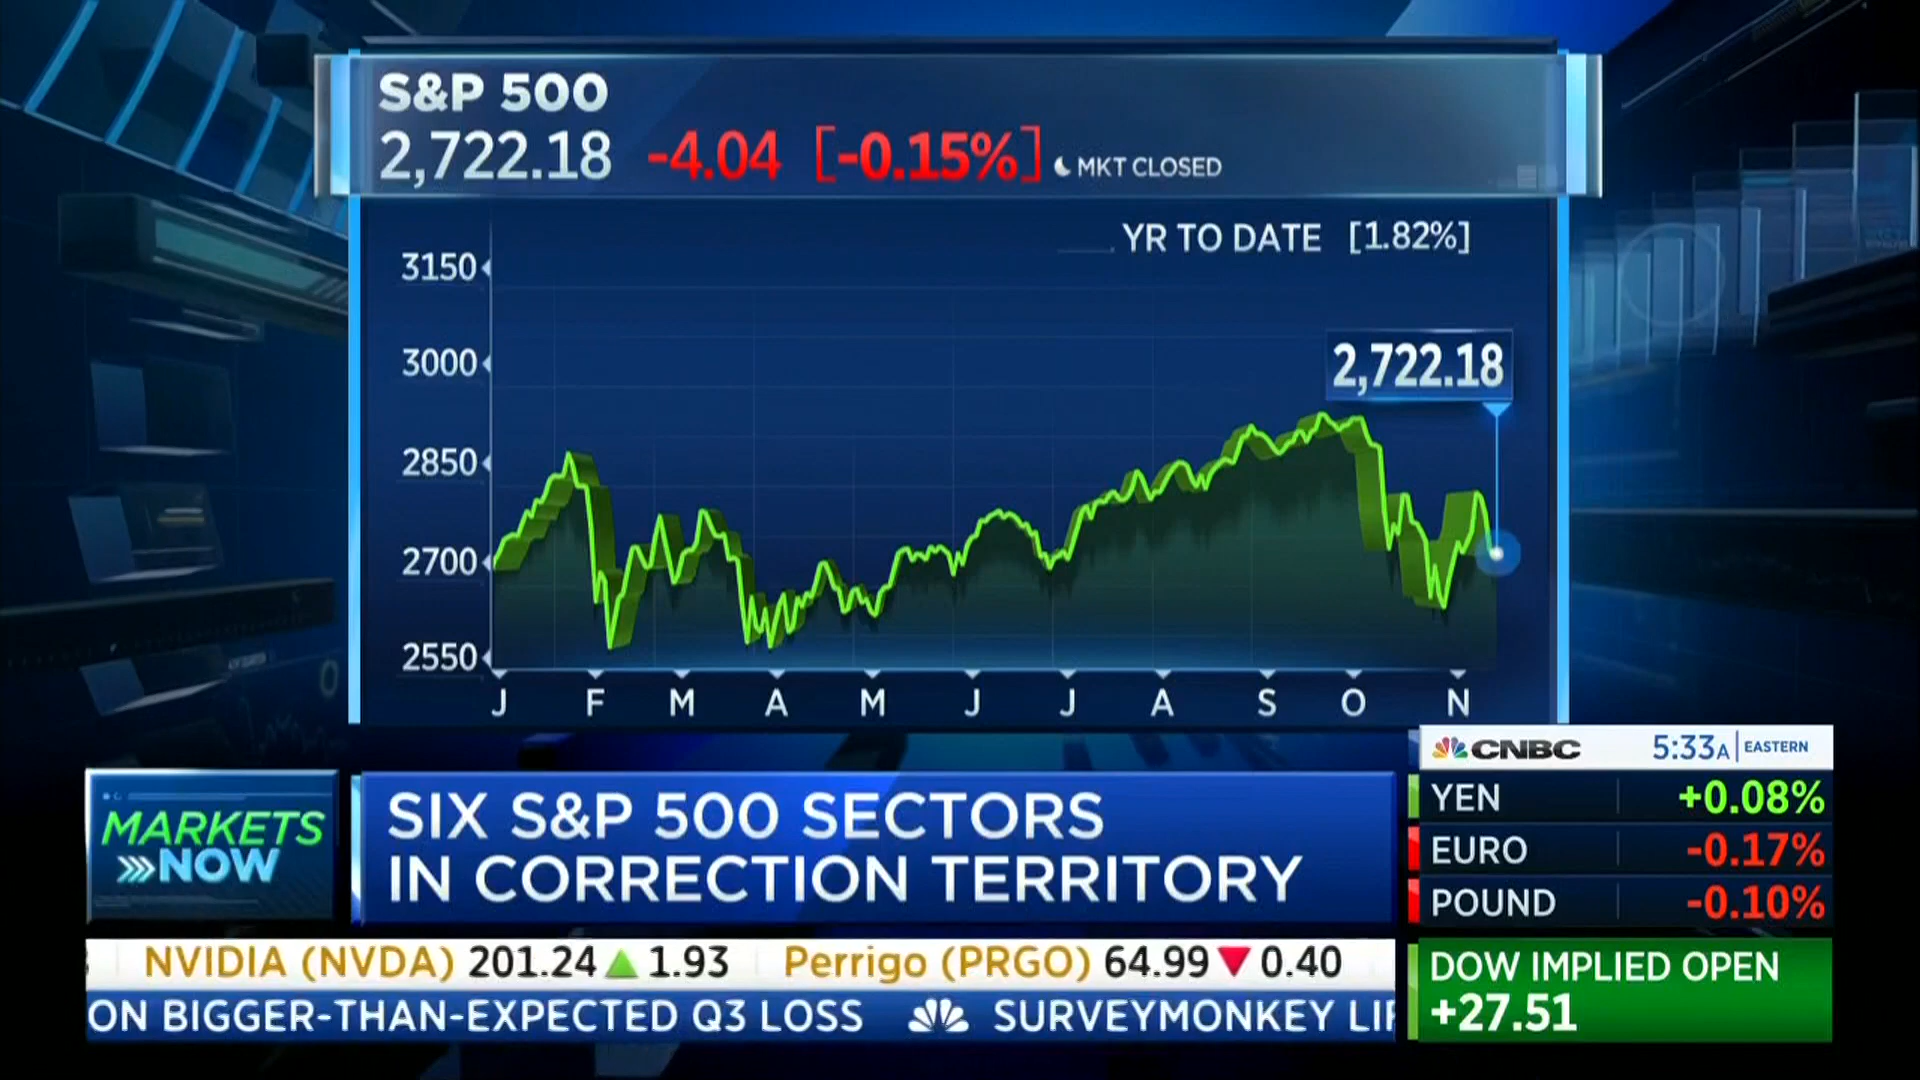 S&P 500
2,722.18 -4.04 [-0.15%] MKT CLOSED
YR TO DATE [1.82%]
3150
3000
2850
2700
2550
2,722.18
J F M A M J J A S O N
MARKETS
NOW
SIX S&P 500 SECTORS
IN CORRECTION TERRITORY
CNBC 5:33A EASTERN
YEN +0.08%
EURO -0.17%
POUND -0.10%
NVIDIA (NVDA) 201.24 ▲ 1.93 Perrigo (PRGO) 64.99 ▼ 0.40
ON BIGGER-THAN-EXPECTED Q3 LOSS SURVEYMONKEY
DOW IMPLIED OPEN
+27.51